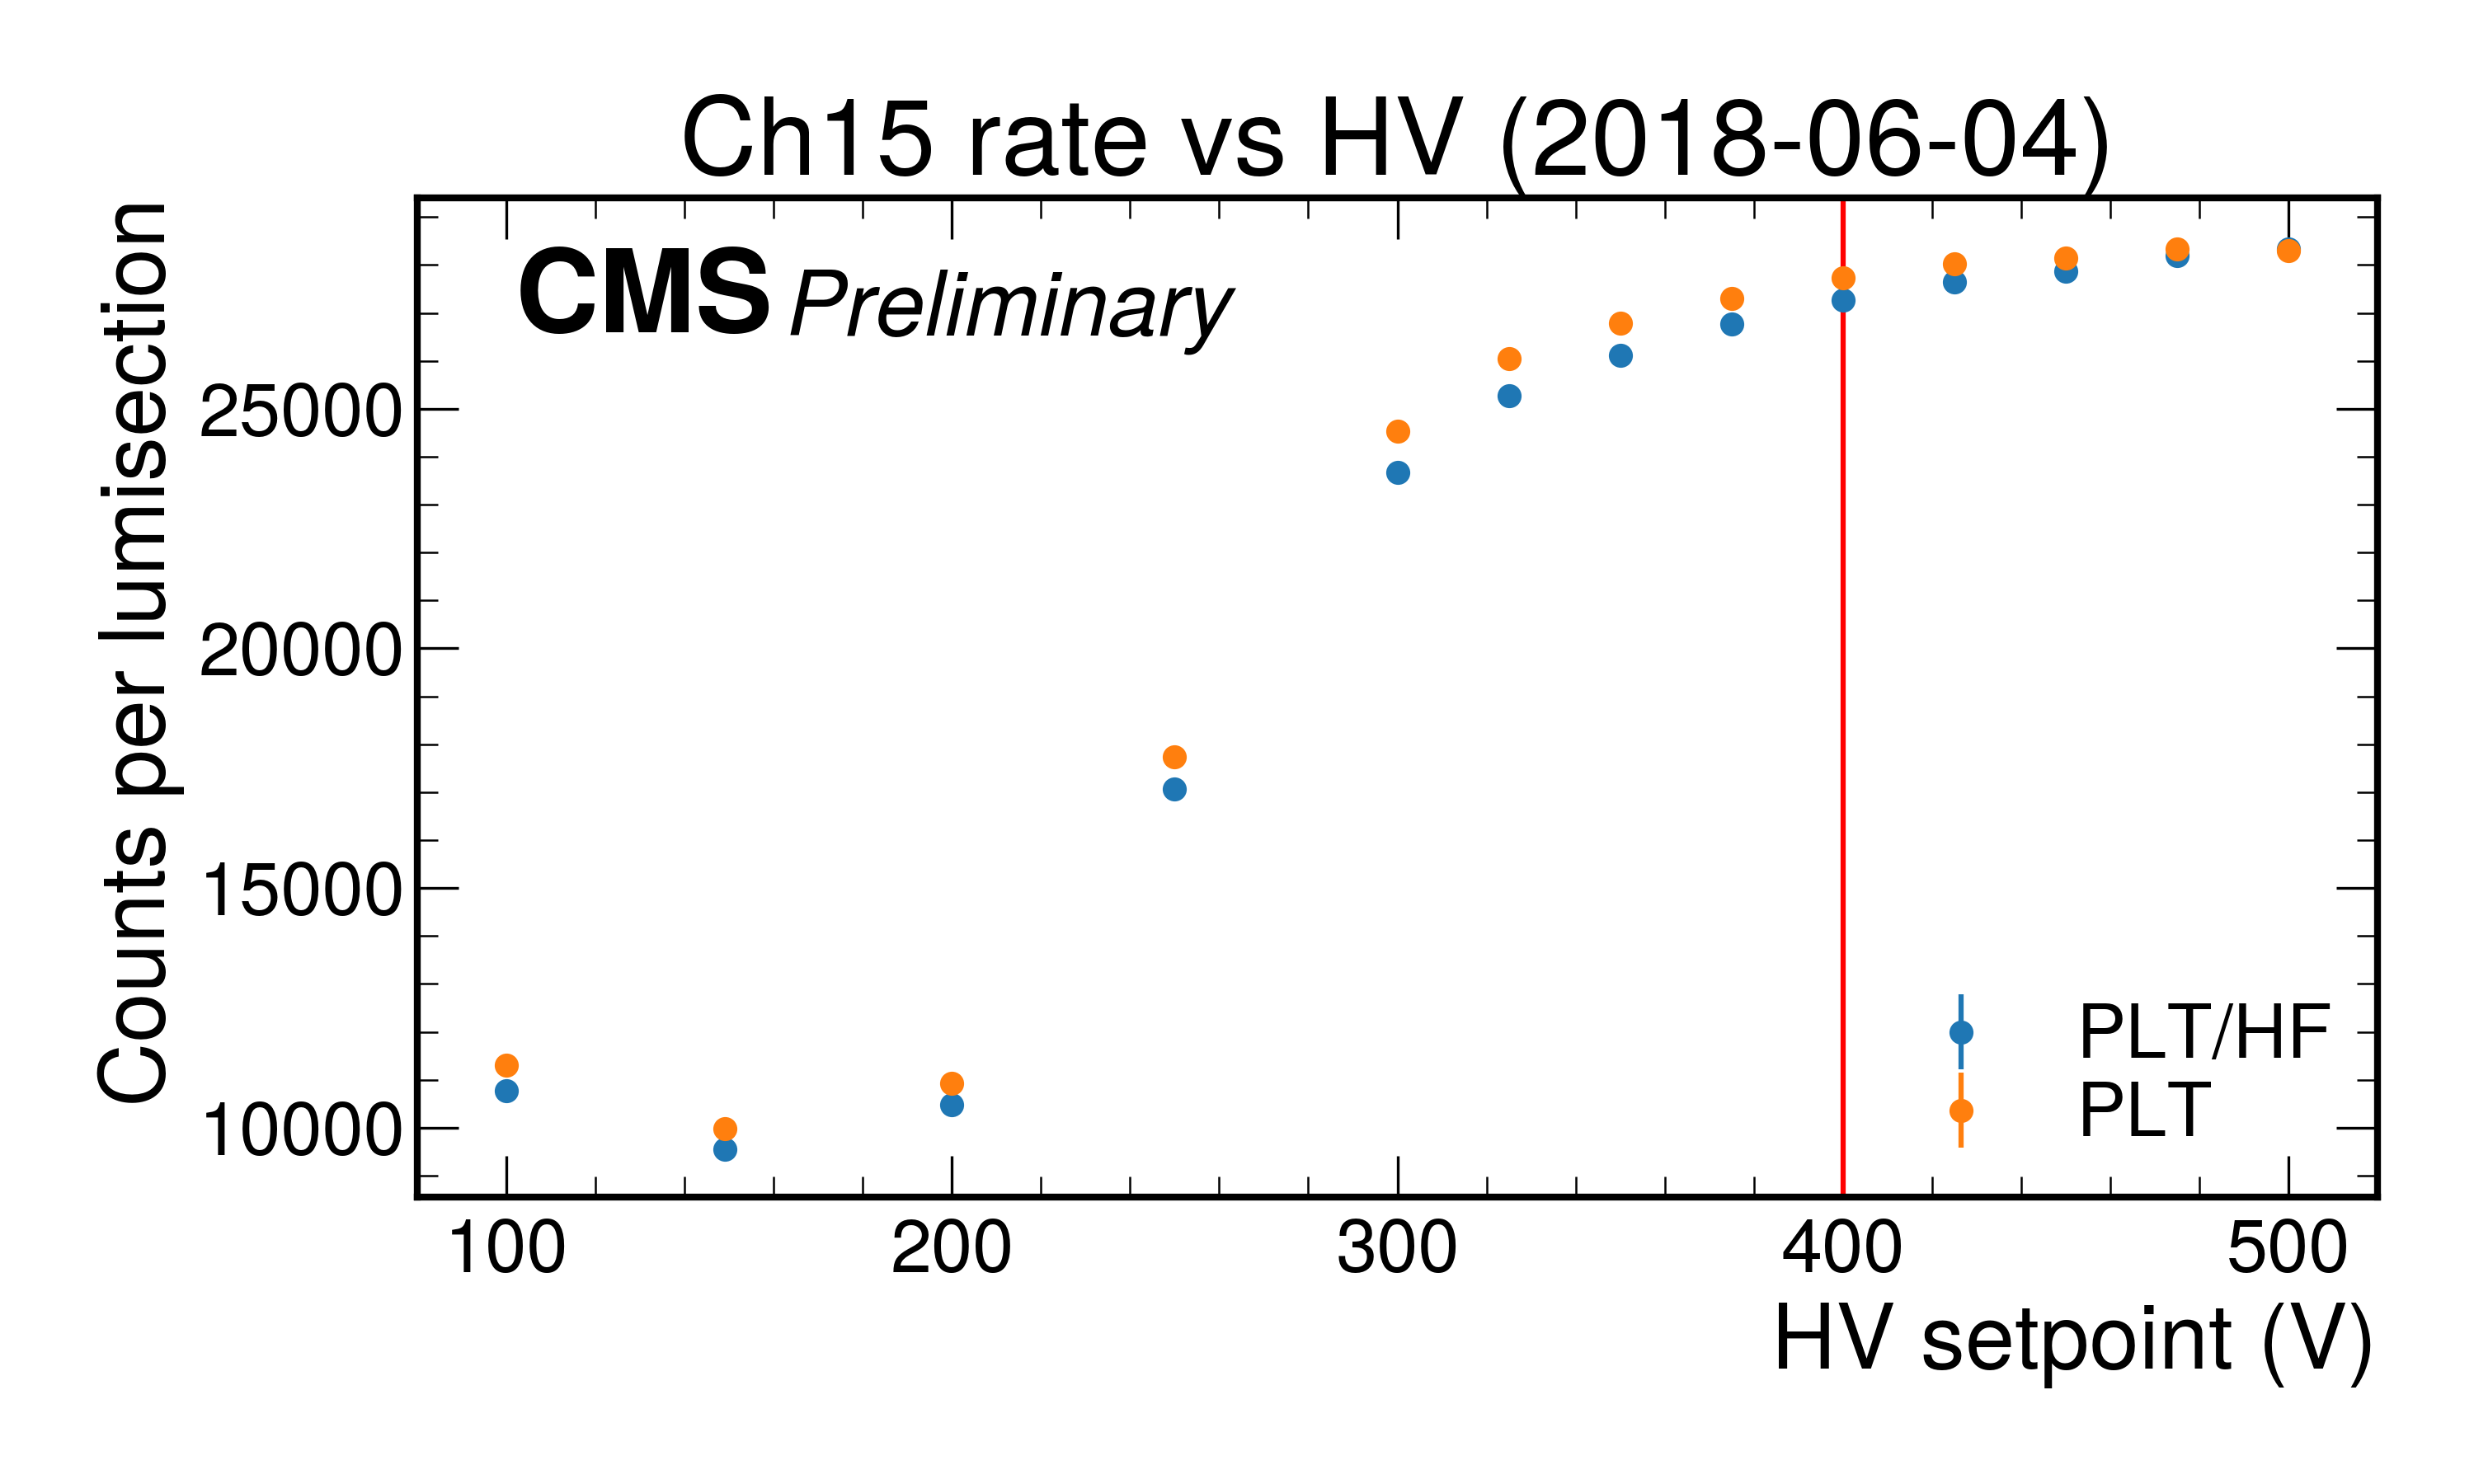 Ch15 rate vs HV (2018-06-04)
CMS Preliminary
Counts per lumisection
25000
20000
15000
10000
PLT/HF
PLT
100 200 300 400 500
HV setpoint (V)